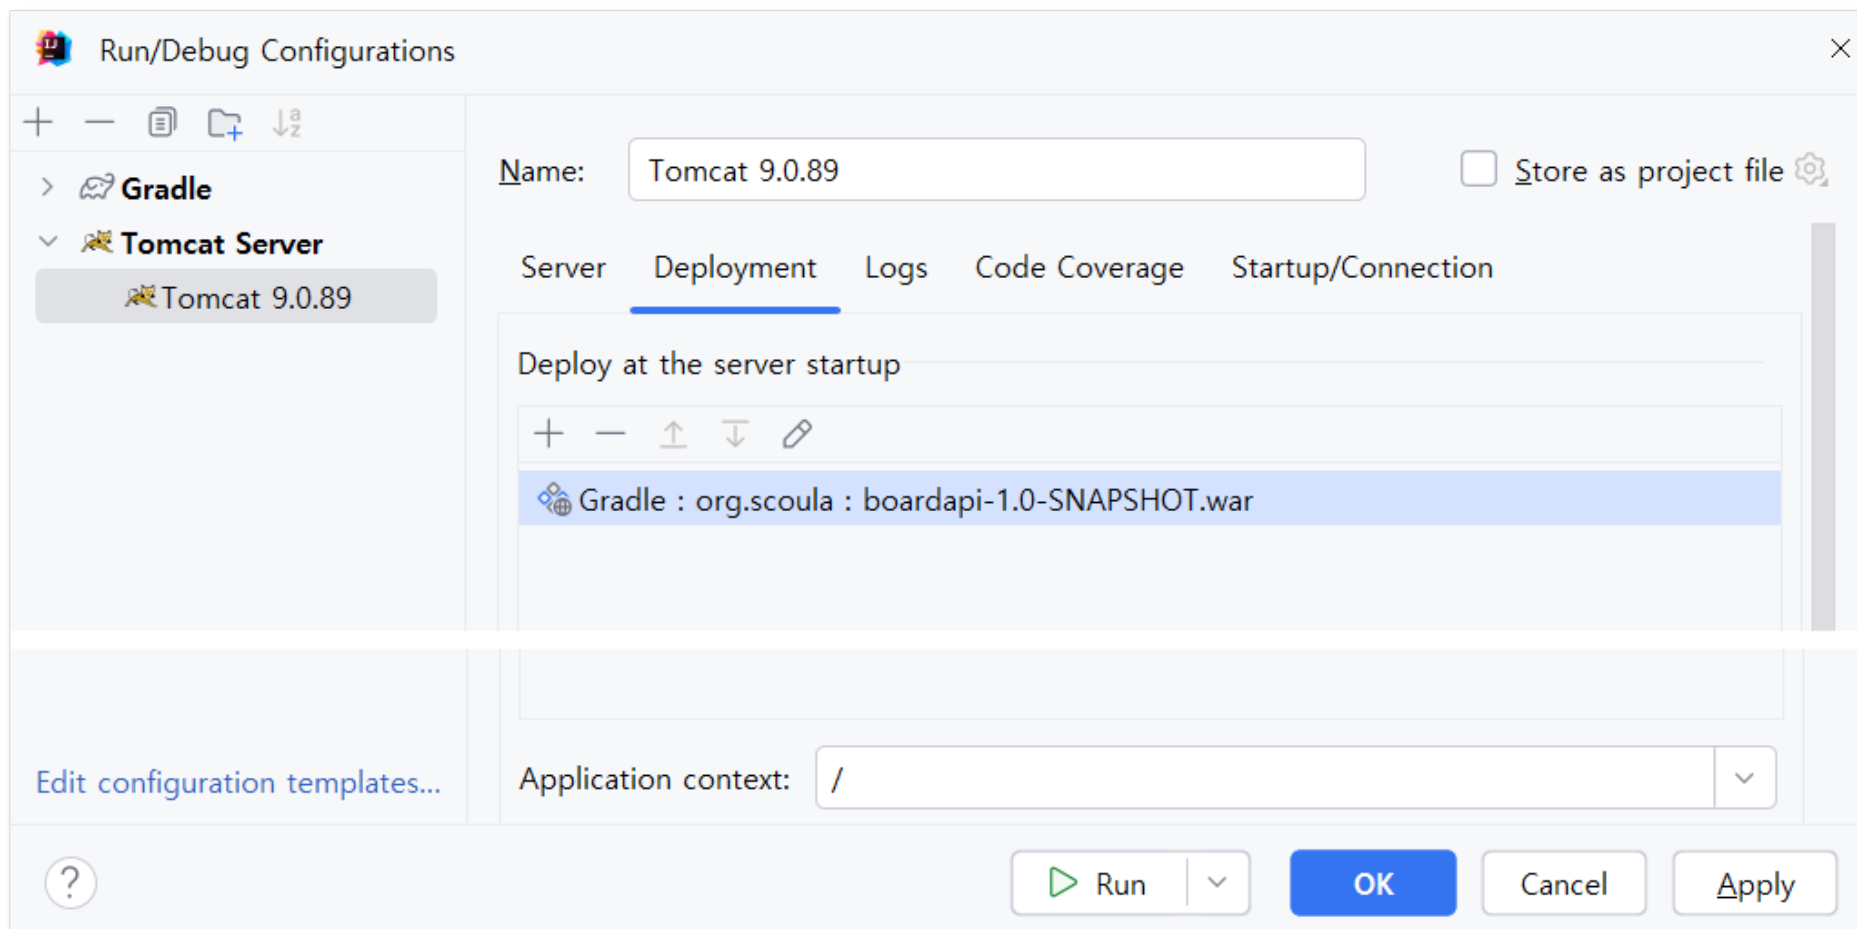 Run/Debug Configurations
Gradle
Tomcat Server
Tomcat 9.0.89
Name: Tomcat 9.0.89
Store as project file
Server Deployment Logs Code Coverage Startup/Connection
Deploy at the server startup
Gradle : org.scoula : boardapi-1.0-SNAPSHOT.war
Edit configuration templates...
Application context: /
? Run OK Cancel Apply